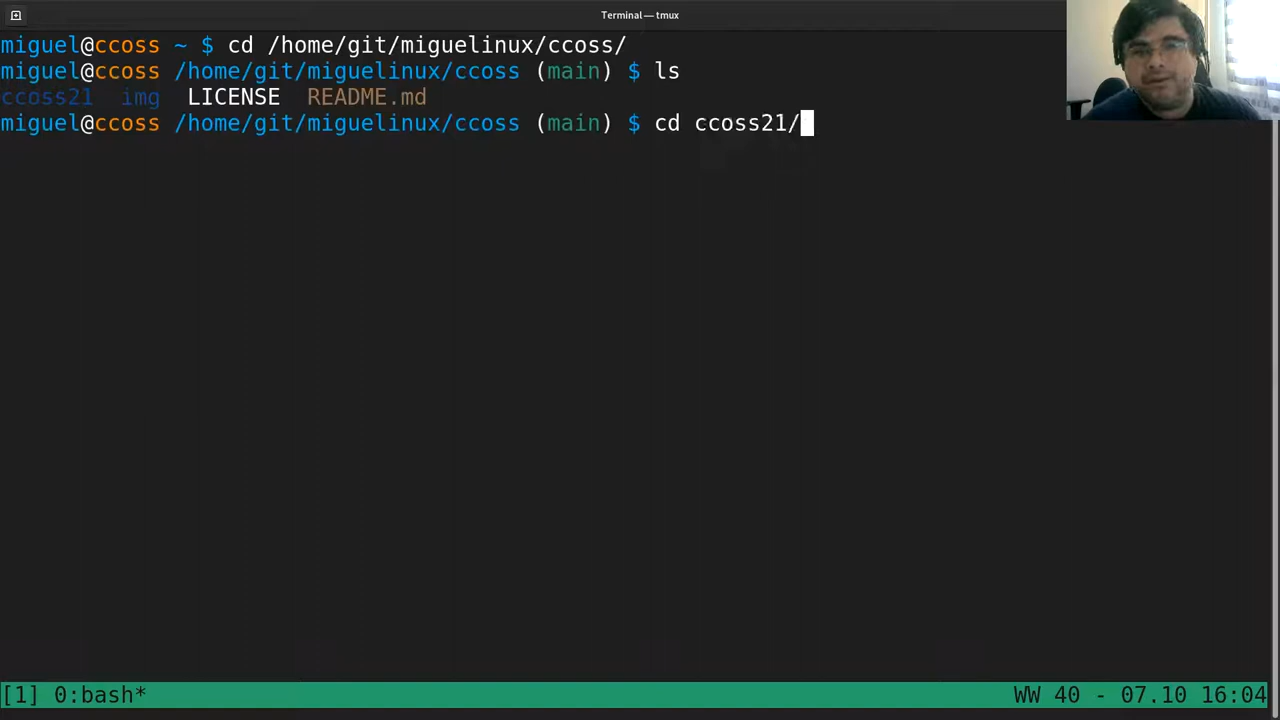 Terminal — tmux
miguel@ccoss ~ $ cd /home/git/miguelinux/ccoss/
miguel@ccoss /home/git/miguelinux/ccoss (main) $ ls
ccoss21 img LICENSE README.md
miguel@ccoss /home/git/miguelinux/ccoss (main) $ cd ccoss21/
[1] 0:bash* WW 40 - 07.10 16:04